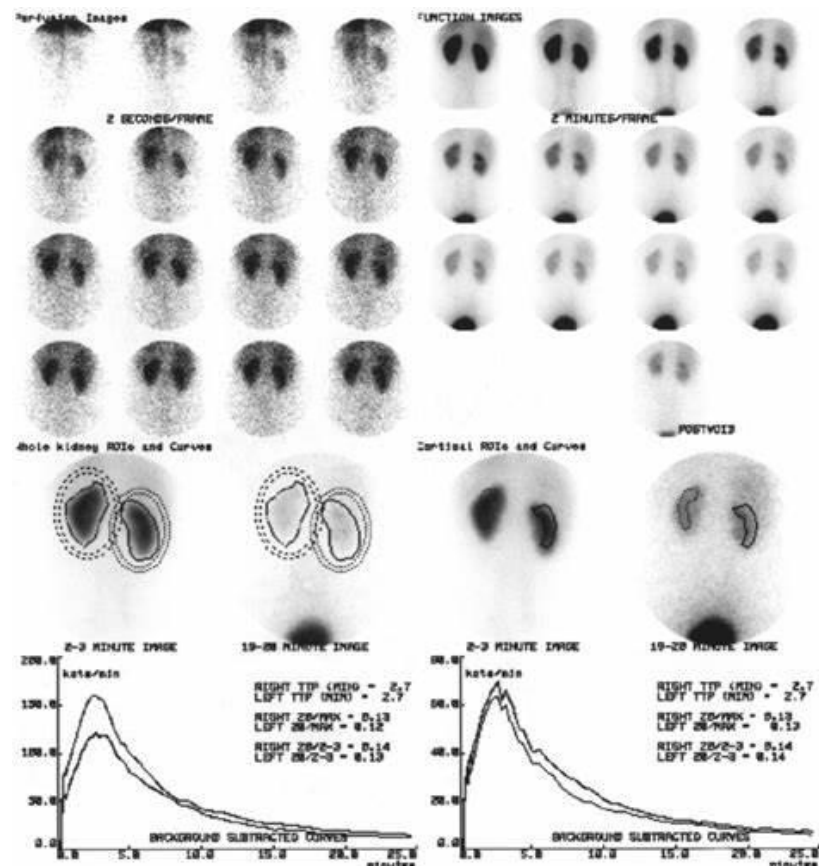 Perfusion Images
2 SECONDS/FRAME
FUNCTION IMAGES
2 MINUTES/FRAME
POSTVOID
Whole kidney ROIs and Curves
2-3 MINUTE IMAGE
19-20 MINUTE IMAGE
200.0
kcts/min
150.0
100.0
50.0
0.0
RIGHT TTP (MIN) = 2.7
LEFT TTP (MIN) = 2.7
RIGHT 20/MAX = 0.13
LEFT 20/MAX = 0.12
RIGHT 20/2-3 = 0.14
LEFT 20/2-3 = 0.13
BACKGROUND SUBTRACTED CURVES
0.0 5.0 10.0 15.0 20.0 25.0
minutes
Cortical ROIs and Curves
2-3 MINUTE IMAGE
19-20 MINUTE IMAGE
80.0
kcts/min
60.0
40.0
20.0
0.0
RIGHT TTP (MIN) = 2.7
LEFT TTP (MIN) = 2.7
RIGHT 20/MAX = 0.13
LEFT 20/MAX = 0.13
RIGHT 20/2-3 = 0.14
LEFT 20/2-3 = 0.14
BACKGROUND SUBTRACTED CURVES
0.0 5.0 10.0 15.0 20.0 25.0
minutes